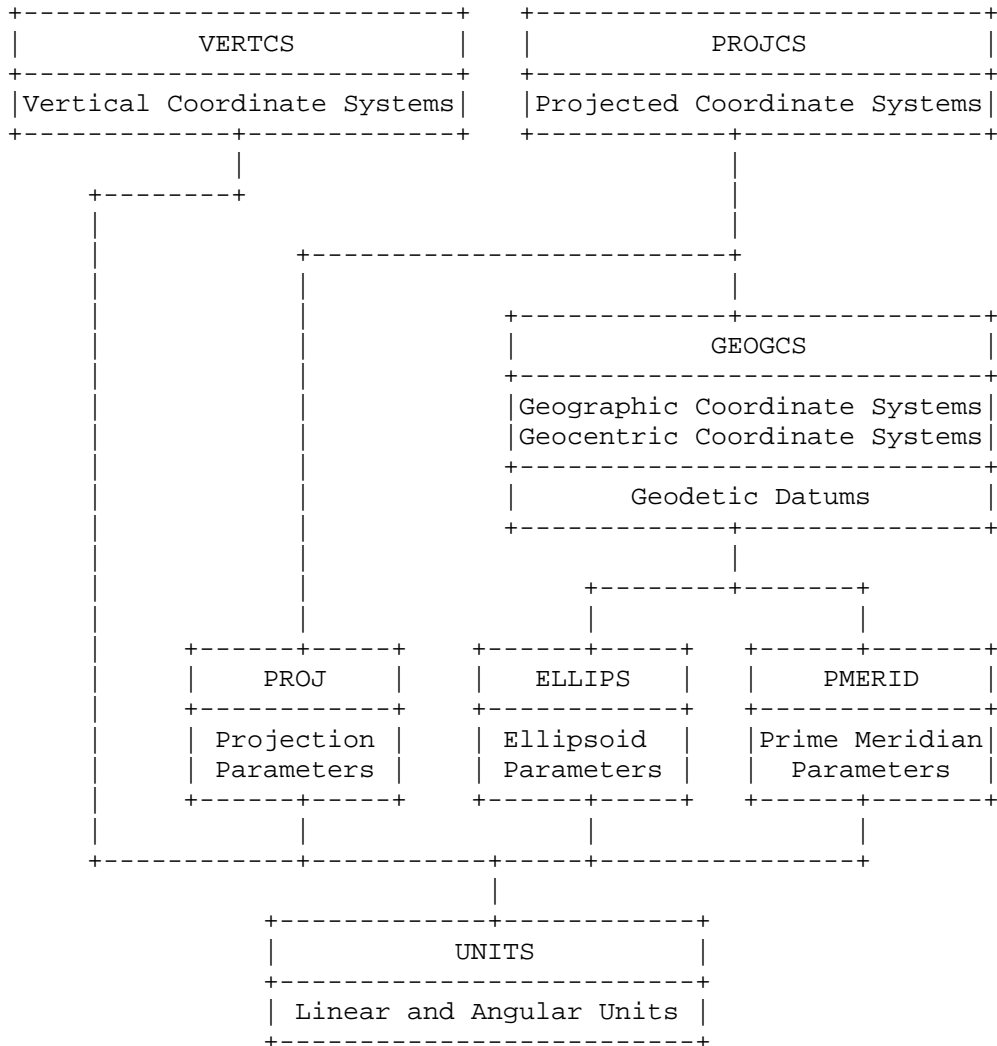 VERTCS
Vertical Coordinate Systems
PROJCS
Projected Coordinate Systems
GEOGCS
Geographic Coordinate Systems
Geocentric Coordinate Systems
Geodetic Datums
PROJ
Projection
Parameters
ELLIPS
Ellipsoid
Parameters
PMERID
Prime Meridian
Parameters
UNITS
Linear and Angular Units